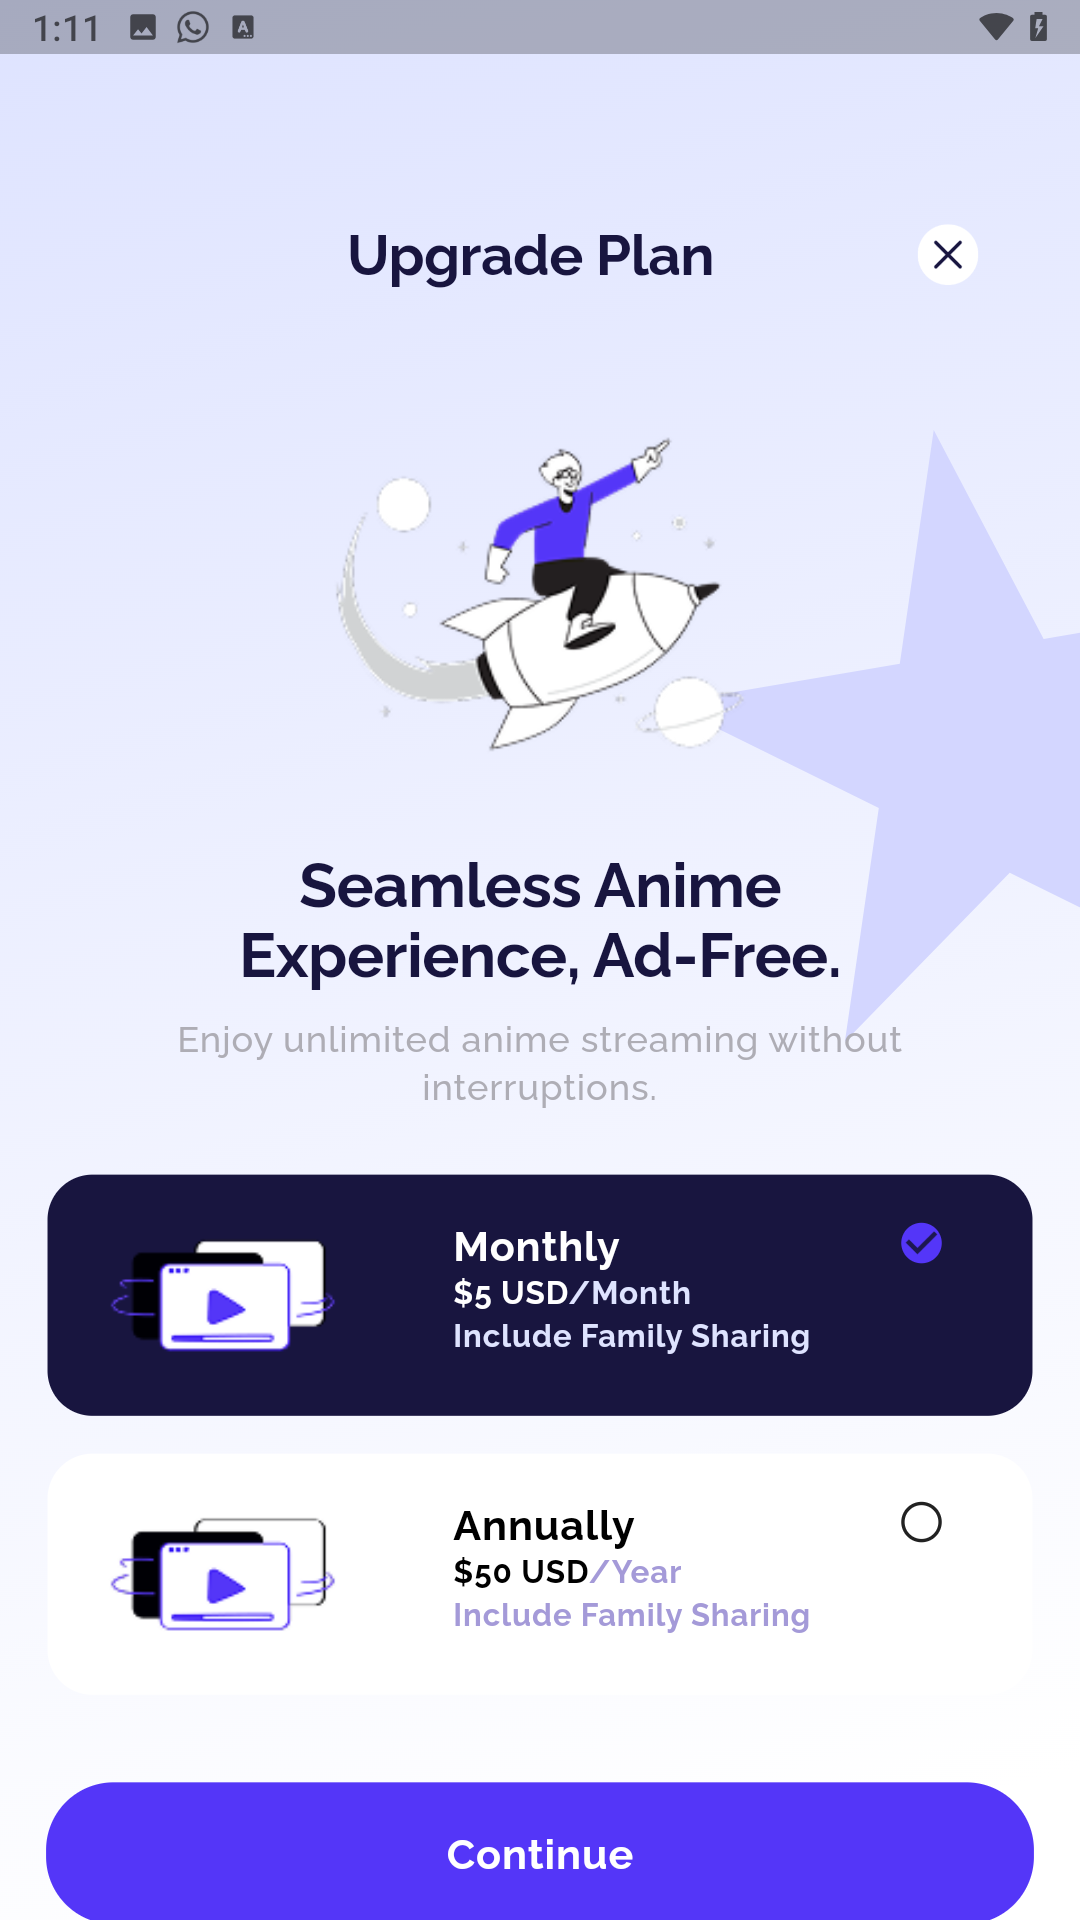 1:11
Upgrade Plan
Seamless Anime
Experience, Ad-Free.
Enjoy unlimited anime streaming without
interruptions.
Monthly
$5 USD/Month
Include Family Sharing
Annually
$50 USD/Year
Include Family Sharing
Continue